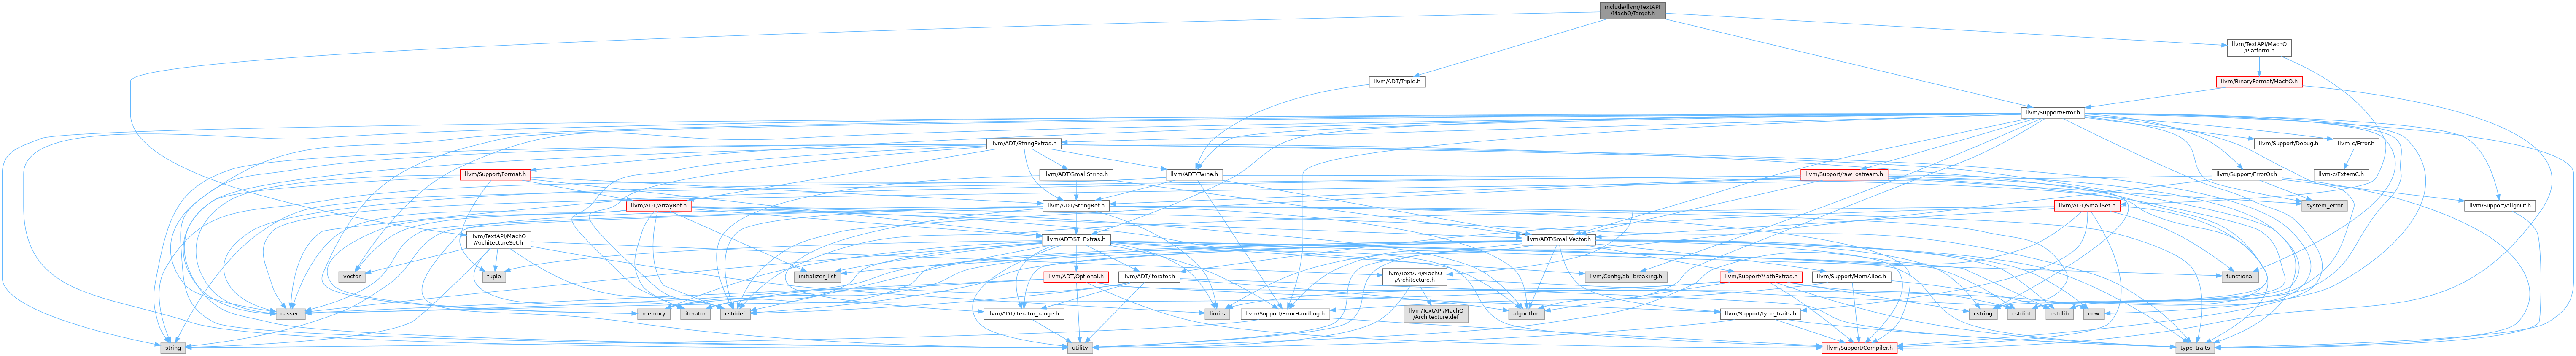 include/llvm/TextAPI
/MachO/Target.h
llvm/TextAPI/MachO
/Platform.h
llvm/ADT/Triple.h
llvm/BinaryFormat/MachO.h
llvm/Support/Error.h
llvm/ADT/StringExtras.h
llvm/Support/Debug.h
llvm-c/Error.h
llvm/Support/Format.h
llvm/ADT/SmallString.h
llvm/ADT/Twine.h
llvm/Support/raw_ostream.h
llvm/Support/ErrorOr.h
llvm-c/ExternC.h
llvm/ADT/ArrayRef.h
llvm/ADT/StringRef.h
llvm/ADT/SmallSet.h
system_error
llvm/Support/AlignOf.h
llvm/TextAPI/MachO
/ArchitectureSet.h
llvm/ADT/STLExtras.h
llvm/ADT/SmallVector.h
vector
tuple
initializer_list
llvm/ADT/Optional.h
llvm/ADT/iterator.h
llvm/TextAPI/MachO
/Architecture.h
llvm/Config/abi-breaking.h
llvm/Support/MathExtras.h
llvm/Support/MemAlloc.h
functional
cassert
memory
iterator
cstddef
llvm/ADT/iterator_range.h
limits
llvm/Support/ErrorHandling.h
llvm/TextAPI/MachO
/Architecture.def
algorithm
llvm/Support/type_traits.h
cstring
cstdint
cstdlib
new
string
utility
llvm/Support/Compiler.h
type_traits